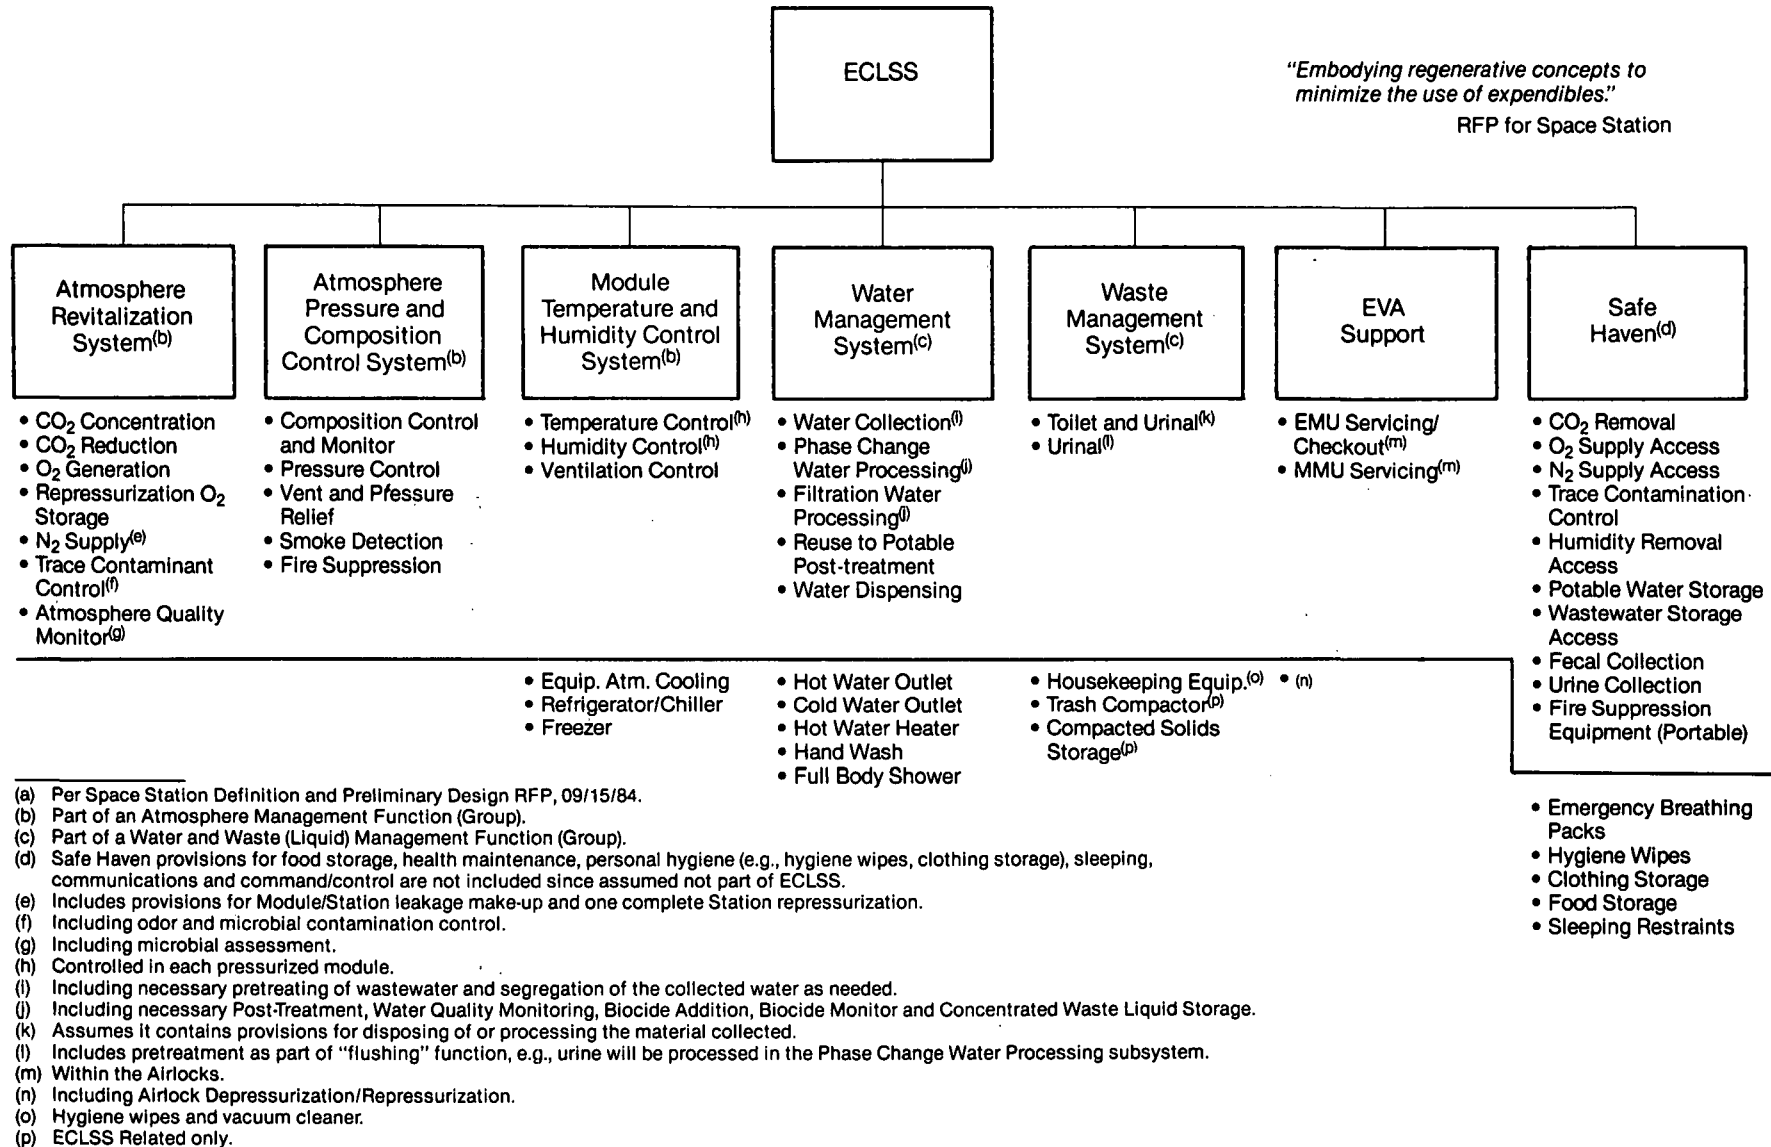 ECLSS
"Embodying regenerative concepts to
minimize the use of expendibles."
RFP for Space Station
Atmosphere
Revitalization
System(b)
• CO2 Concentration
• CO2 Reduction
• O2 Generation
• Repressurization O2
Storage
• N2 Supply(e)
• Trace Contaminant
Control(f)
• Atmosphere Quality
Monitor(g)
Atmosphere
Pressure and
Composition
Control System(b)
• Composition Control
and Monitor
• Pressure Control
• Vent and Pressure
Relief
• Smoke Detection
• Fire Suppression
Module
Temperature and
Humidity Control
System(b)
• Temperature Control(h)
• Humidity Control(h)
• Ventilation Control
• Equip. Atm. Cooling
• Refrigerator/Chiller
• Freezer
Water
Management
System(c)
• Water Collection(i)
• Phase Change
Water Processing(j)
• Filtration Water
Processing(j)
• Reuse to Potable
Post-treatment
• Water Dispensing
• Hot Water Outlet
• Cold Water Outlet
• Hot Water Heater
• Hand Wash
• Full Body Shower
Waste
Management
System(c)
• Toilet and Urinal(k)
• Urinal(l)
• Housekeeping Equip.(o)
• Trash Compactor(p)
• Compacted Solids
Storage(p)
EVA
Support
• EMU Servicing/
Checkout(m)
• MMU Servicing(m)
• (n)
Safe
Haven(d)
• CO2 Removal
• O2 Supply Access
• N2 Supply Access
• Trace Contamination
Control
• Humidity Removal
Access
• Potable Water Storage
• Wastewater Storage
Access
• Fecal Collection
• Urine Collection
• Fire Suppression
Equipment (Portable)
• Emergency Breathing
Packs
• Hygiene Wipes
• Clothing Storage
• Food Storage
• Sleeping Restraints
(a) Per Space Station Definition and Preliminary Design RFP, 09/15/84.
(b) Part of an Atmosphere Management Function (Group).
(c) Part of a Water and Waste (Liquid) Management Function (Group).
(d) Safe Haven provisions for food storage, health maintenance, personal hygiene (e.g., hygiene wipes, clothing storage), sleeping,
communications and command/control are not included since assumed not part of ECLSS.
(e) Includes provisions for Module/Station leakage make-up and one complete Station repressurization.
(f) Including odor and microbial contamination control.
(g) Including microbial assessment.
(h) Controlled in each pressurized module.
(i) Including necessary pretreating of wastewater and segregation of the collected water as needed.
(j) Including necessary Post-Treatment, Water Quality Monitoring, Biocide Addition, Biocide Monitor and Concentrated Waste Liquid Storage.
(k) Assumes it contains provisions for disposing of or processing the material collected.
(l) Includes pretreatment as part of "flushing" function, e.g., urine will be processed in the Phase Change Water Processing subsystem.
(m) Within the Airlocks.
(n) Including Airlock Depressurization/Repressurization.
(o) Hygiene wipes and vacuum cleaner.
(p) ECLSS Related only.